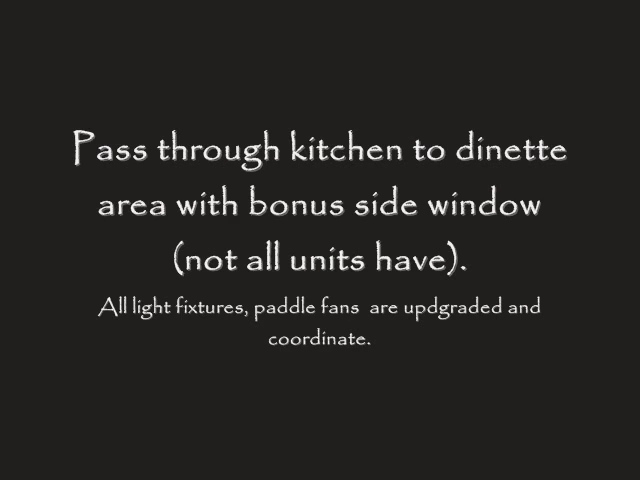 Pass through kitchen to dinette
area with bonus side window
(not all units have).
All light fixtures, paddle fans  are updgraded and
coordinate.